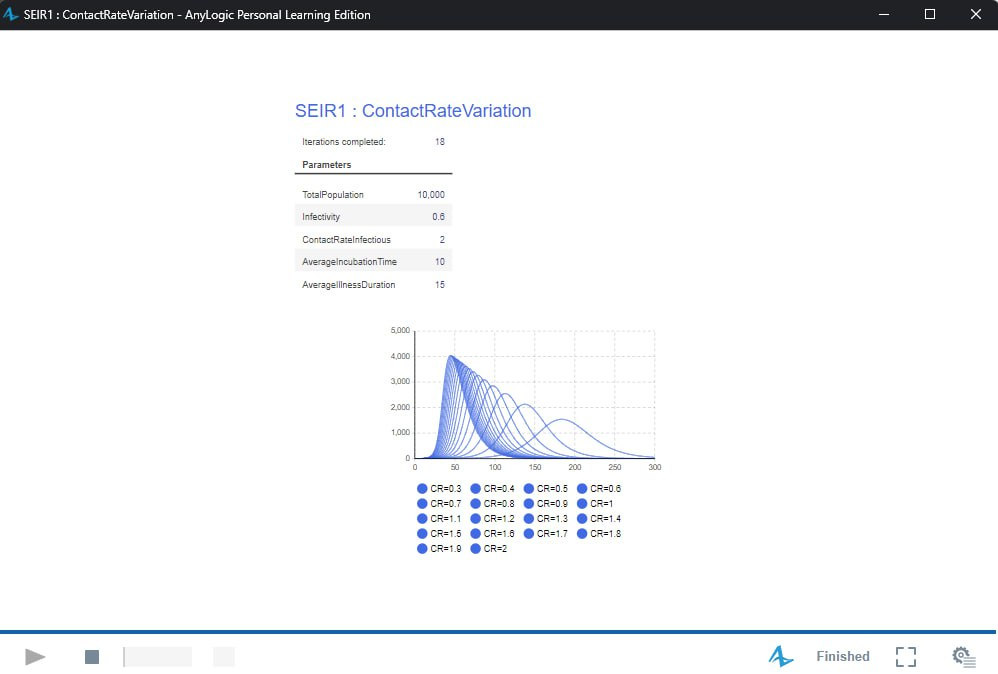 SEIR1 : ContactRateVariation - AnyLogic Personal Learning Edition
SEIR1 : ContactRateVariation
Iterations completed: 18
Parameters
TotalPopulation 10,000
Infectivity 0.6
ContactRateInfectious 2
AverageIncubationTime 10
AverageIllnessDuration 15
5,000
4,000
3,000
2,000
1,000
0
0 50 100 150 200 250 300
CR=0.3 CR=0.4 CR=0.5 CR=0.6
CR=0.7 CR=0.8 CR=0.9 CR=1
CR=1.1 CR=1.2 CR=1.3 CR=1.4
CR=1.5 CR=1.6 CR=1.7 CR=1.8
CR=1.9 CR=2
Finished